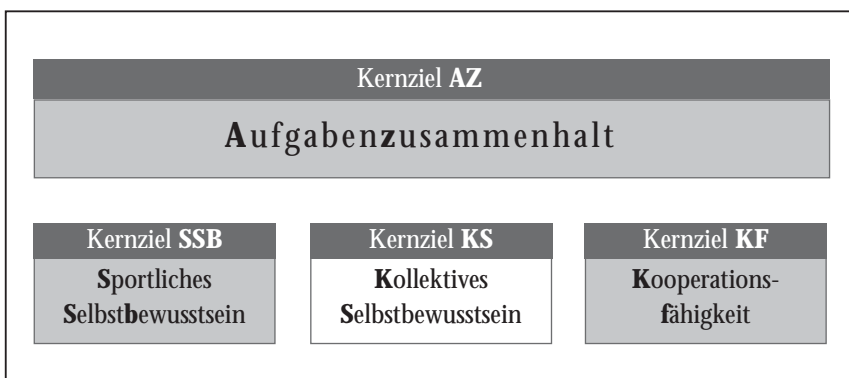 Kernziel AZ
Aufgabenzusammenhalt
Kernziel SSB
Sportliches
Selbstbewusstsein
Kernziel KS
Kollektives
Selbstbewusstsein
Kernziel KF
Kooperations-
fähigkeit